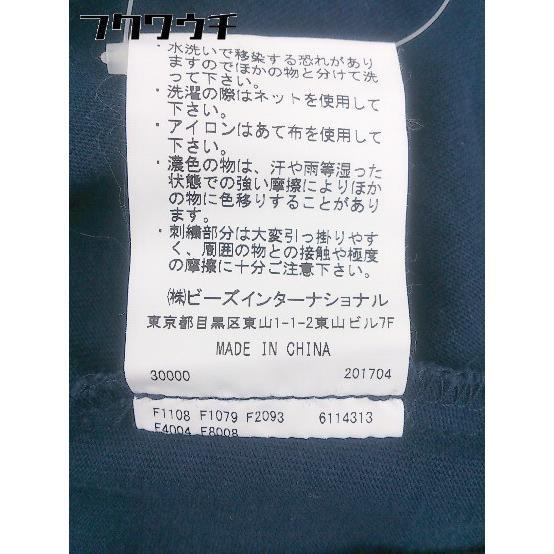 フクウウチ
・水洗いで移染する恐れがあり
ますのでほかの物と分けて洗
って下さい。
・洗濯の際はネットを使用して
下さい。
・アイロンはあて布を使用して
下さい。
・濃色の物は、汗や雨等湿った
状態での強い摩擦によりほか
の物に色移りすることがあり
ます。
・刺繍部分は大変引っ掛りやす
く、周囲の物との接触や極度
の摩擦に十分ご注意下さい。
㈱ビーズインターナショナル
東京都目黒区東山1-1-2東山ビル7F
MADE IN CHINA
30000 201704
F1108 F1079 F2093 6114313
F4004 F8008